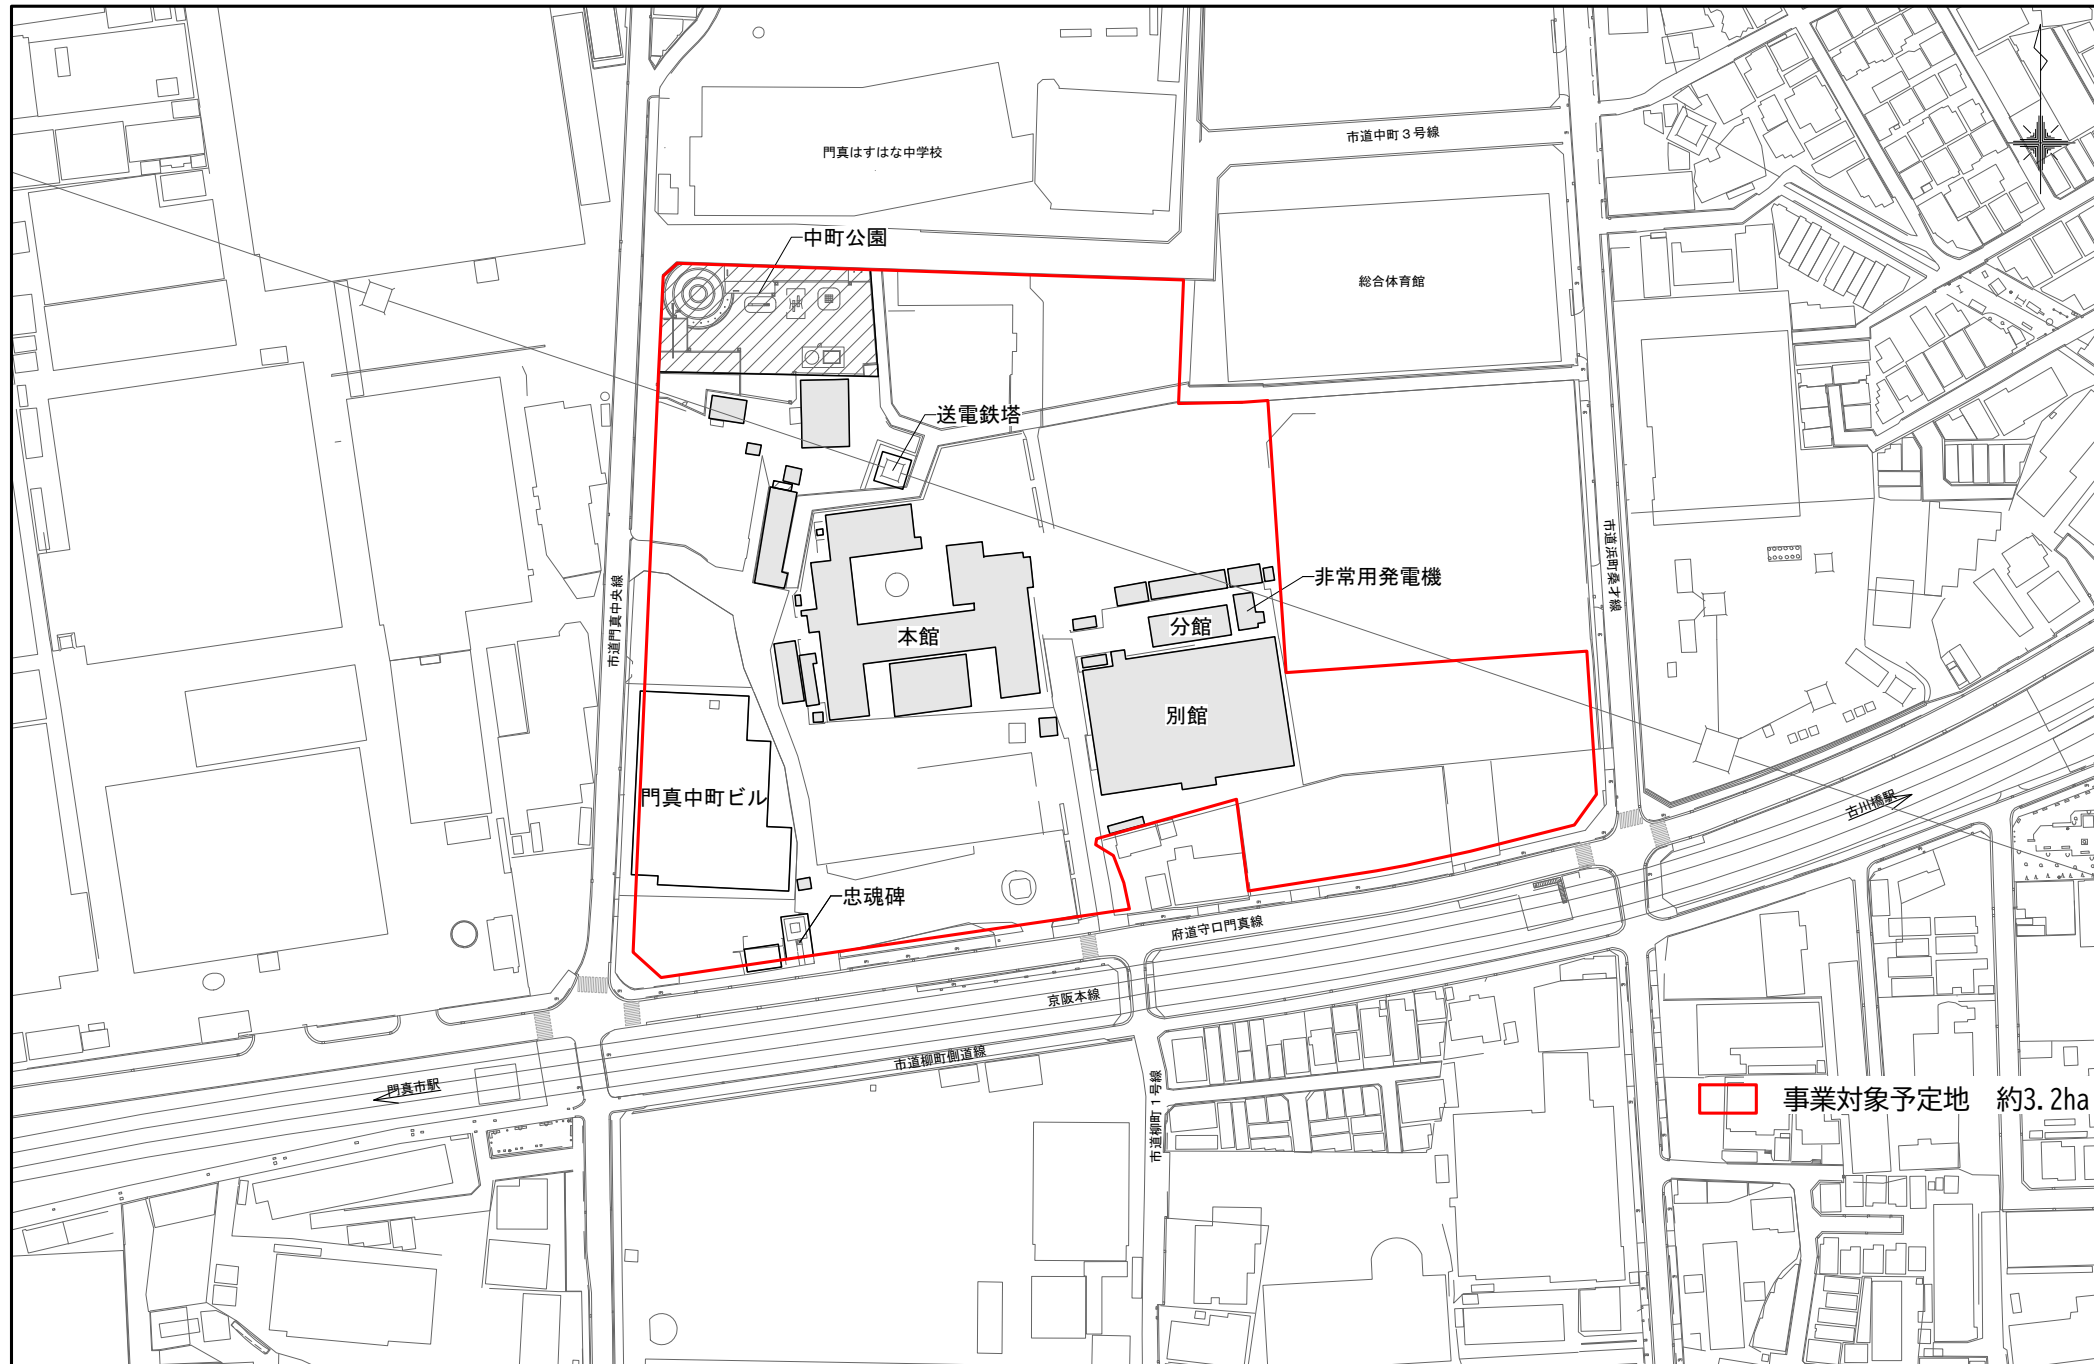 市道中町3号線
門真はすはな中学校
中町公園
総合体育館
送電鉄塔
市道浜町桑才線
非常用発電機
市道門真中央線
分館
本館
別館
門真中町ビル
古川橋駅
忠魂碑
府道守口門真線
京阪本線
市道柳町側道線
門真市駅
市道柳町1号線
事業対象予定地 約3.2ha